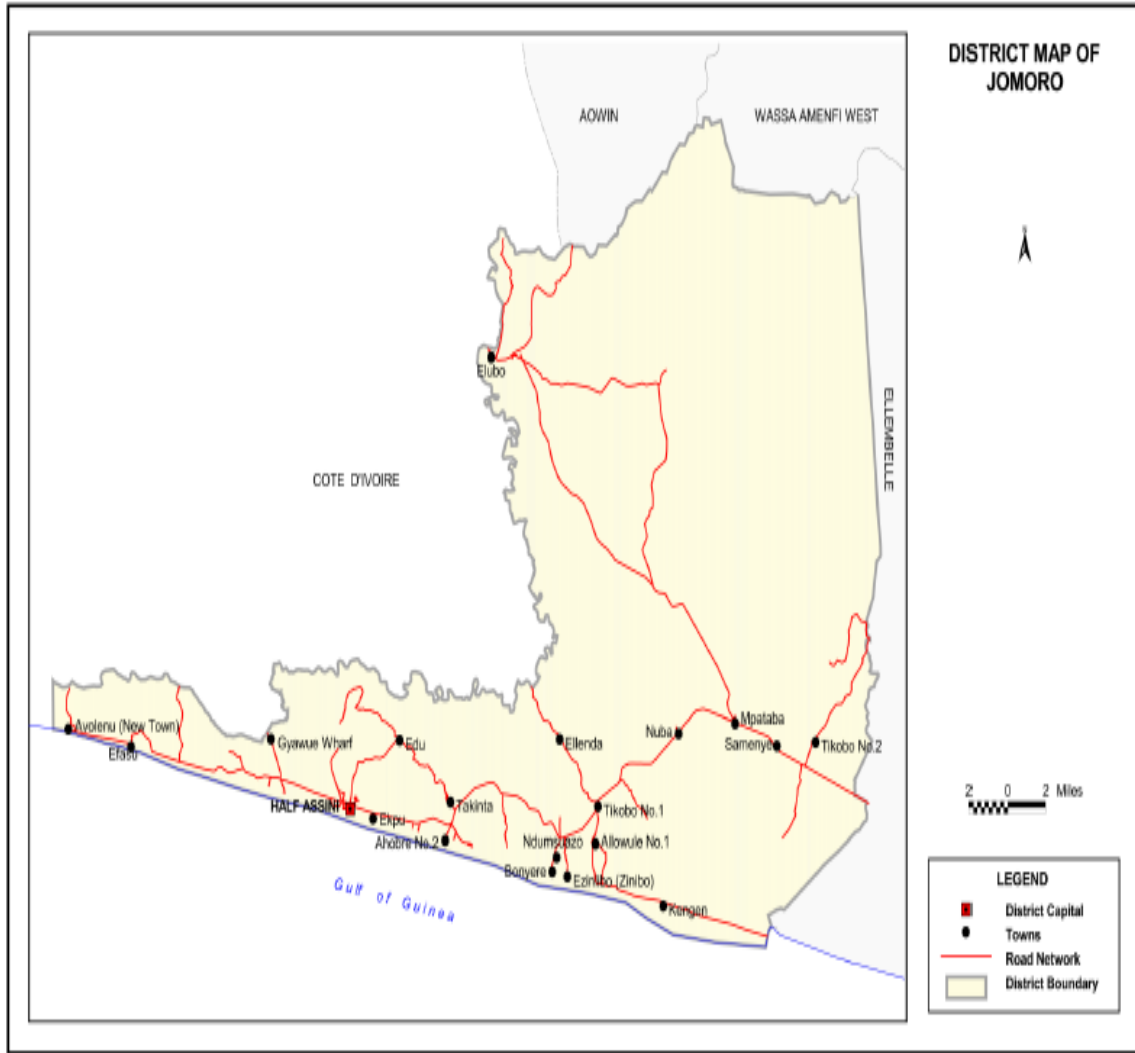 DISTRICT MAP OF
JOMORO
AOWIN
WASSA AMENFI WEST
N
Elubo
ELLEMBELLE
COTE D'IVOIRE
Avolenu (New Town)
Efasu
Gyawue Wharf
Edu
Ellenda
Nuba
Mpataba
Samenye
Tikobo No.2
HALF ASSINI
Ekpu
Takinta
Ahobre No.2
Tikobo No.1
Ndumsuazo
Allowule No.1
Bonyere
Ezinlibo (Zinibo)
Kengen
Gulf of Guinea
2 0 2 Miles
LEGEND
District Capital
Towns
Road Network
District Boundary